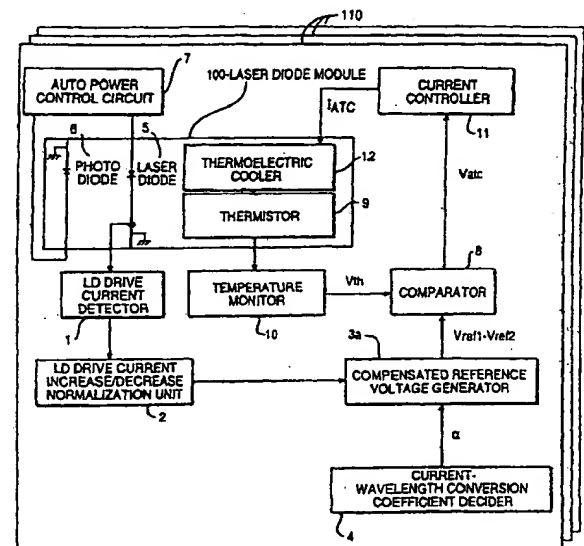 110
7
AUTO POWER
CONTROL CIRCUIT
100-LASER DIODE MODULE
IATC
CURRENT
CONTROLLER
11
6
5
PHOTO
DIODE
LASER
DIODE
THERMOELECTRIC
COOLER
12
THERMISTOR
9
Vatc
LD DRIVE
CURRENT
DETECTOR
1
TEMPERATURE
MONITOR
10
Vth
8
COMPARATOR
Vref1-Vref2
3a
LD DRIVE CURRENT
INCREASE/DECREASE
NORMALIZATION UNIT
2
COMPENSATED REFERENCE
VOLTAGE GENERATOR
α
CURRENT-
WAVELENGTH CONVERSION
COEFFICIENT DECIDER
4